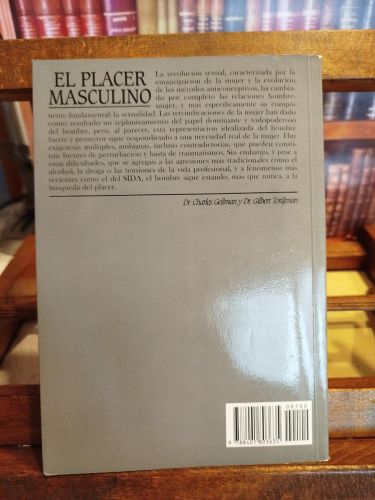 EL PLACER
MASCULINO
La revolución sexual, caracterizada por la
emancipación de la mujer y la evolución
de los métodos anticonceptivos, ha cambia-
do por completo las relaciones hombre-
mujer, y más específicamente su compo-
nente fundamental: la sexualidad. Las reivindicaciones de la mujer han dado
como resultado un replanteamiento del papel dominante y todopoderoso
del hombre, pero, al parecer, esta representación idealizada del hombre
fuerte y protector sigue respondiendo a una necesidad real de la mujer. Hay
exigencias múltiples, ambiguas, incluso contradictorias, que pueden consti-
tuir fuentes de perturbación y hasta de traumatismos. Sin embargo, y pese a
estas dificultades, que se agregan a las agresiones más tradicionales como el
alcohol, la droga o las tensiones de la vida profesional, y a fenómenos más
recientes como el del SIDA, el hombre sigue estando, más que nunca, a la
búsqueda del placer.
Dr. Charles Gellman y Dr. Gilbert Tordjman
00100